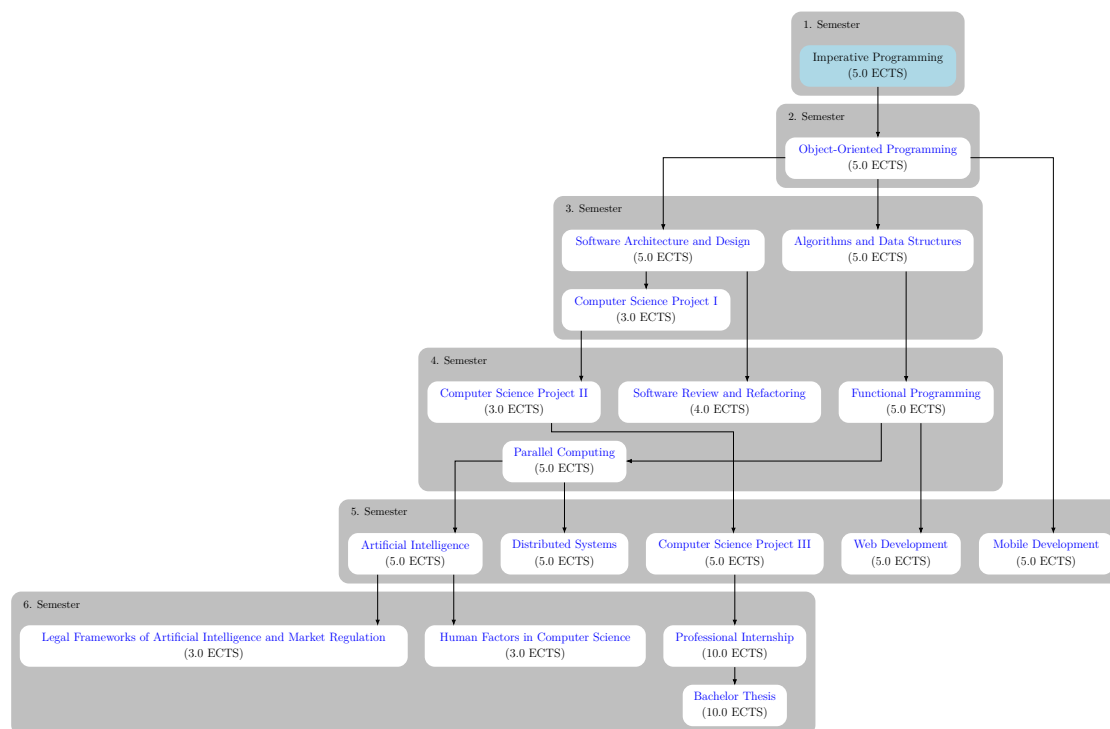 1. Semester
Imperative Programming
(5.0 ECTS)
2. Semester
Object-Oriented Programming
(5.0 ECTS)
3. Semester
Software Architecture and Design
(5.0 ECTS)
Algorithms and Data Structures
(5.0 ECTS)
Computer Science Project I
(3.0 ECTS)
4. Semester
Computer Science Project II
(3.0 ECTS)
Software Review and Refactoring
(4.0 ECTS)
Functional Programming
(5.0 ECTS)
Parallel Computing
(5.0 ECTS)
5. Semester
Artificial Intelligence
(5.0 ECTS)
Distributed Systems
(5.0 ECTS)
Computer Science Project III
(5.0 ECTS)
Web Development
(5.0 ECTS)
Mobile Development
(5.0 ECTS)
6. Semester
Legal Frameworks of Artificial Intelligence and Market Regulation
(3.0 ECTS)
Human Factors in Computer Science
(3.0 ECTS)
Professional Internship
(10.0 ECTS)
Bachelor Thesis
(10.0 ECTS)